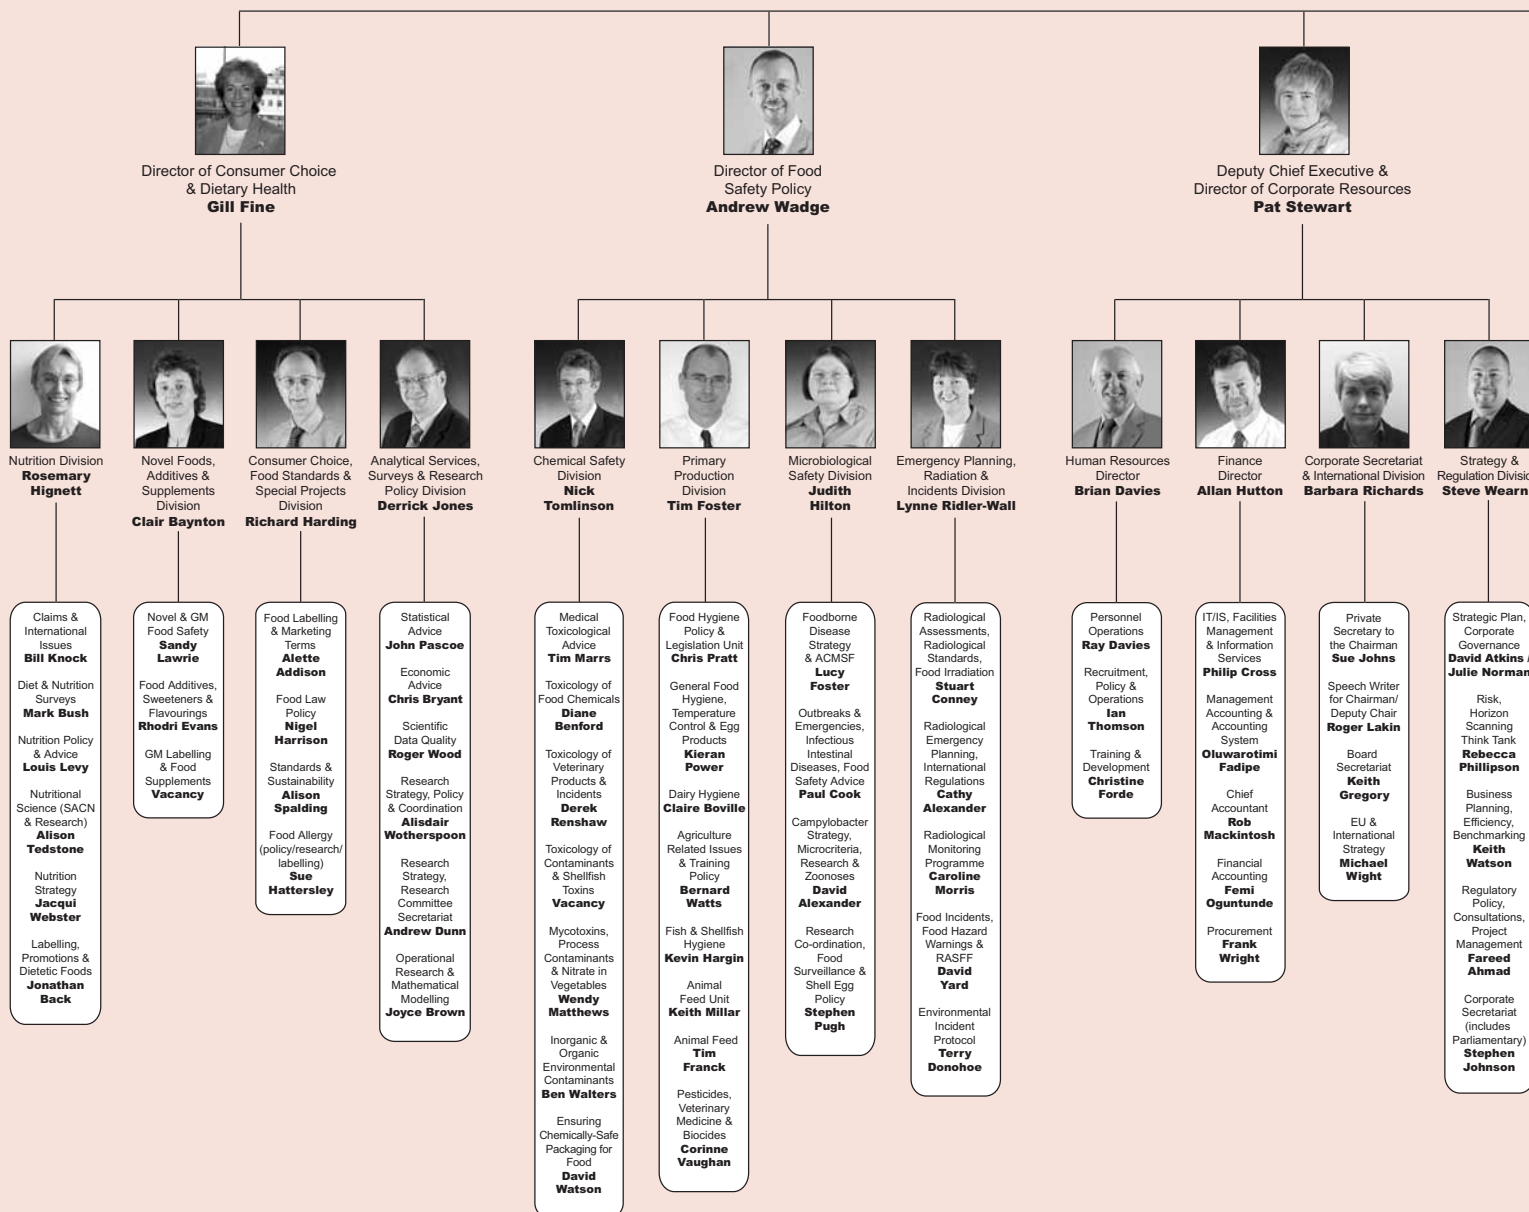 Director of Consumer Choice
& Dietary Health
Gill Fine
Director of Food
Safety Policy
Andrew Wadge
Deputy Chief Executive &
Director of Corporate Resources
Pat Stewart
Nutrition Division
Rosemary
Hignett
Novel Foods,
Additives &
Supplements
Division
Clair Baynton
Consumer Choice,
Food Standards &
Special Projects
Division
Richard Harding
Analytical Services,
Surveys & Research
Policy Division
Derrick Jones
Chemical Safety
Division
Nick
Tomlinson
Primary
Production
Division
Tim Foster
Microbiological
Safety Division
Judith
Hilton
Emergency Planning,
Radiation &
Incidents Division
Lynne Ridler-Wall
Human Resources
Director
Brian Davies
Finance
Director
Allan Hutton
Corporate Secretariat
& International Division
Barbara Richards
Strategy &
Regulation Divisio
Steve Wearn
Claims &
International
Issues
Bill Knock
Diet & Nutrition
Surveys
Mark Bush
Nutrition Policy
& Advice
Louis Levy
Nutritional
Science (SACN
& Research)
Alison
Tedstone
Nutrition
Strategy
Jacqui
Webster
Labelling,
Promotions &
Dietetic Foods
Jonathan
Back
Novel & GM
Food Safety
Sandy
Lawrie
Food Additives,
Sweeteners &
Flavourings
Rhodri Evans
GM Labelling
& Food
Supplements
Vacancy
Food Labelling
& Marketing
Terms
Alette
Addison
Food Law
Policy
Nigel
Harrison
Standards &
Sustainability
Alison
Spalding
Food Allergy
(policy/research/
labelling)
Sue
Hattersley
Statistical
Advice
John Pascoe
Economic
Advice
Chris Bryant
Scientific
Data Quality
Roger Wood
Research
Strategy, Policy
& Coordination
Alisdair
Wotherspoon
Research
Strategy,
Research
Committee
Secretariat
Andrew Dunn
Operational
Research &
Mathematical
Modelling
Joyce Brown
Medical
Toxicological
Advice
Tim Marrs
Toxicology of
Food Chemicals
Diane
Benford
Toxicology of
Veterinary
Products &
Incidents
Derek
Renshaw
Toxicology of
Contaminants
& Shellfish
Toxins
Vacancy
Mycotoxins,
Process
Contaminants
& Nitrate in
Vegetables
Wendy
Matthews
Inorganic &
Organic
Environmental
Contaminants
Ben Walters
Ensuring
Chemically-Safe
Packaging for
Food
David
Watson
Food Hygiene
Policy &
Legislation Unit
Chris Pratt
General Food
Hygiene,
Temperature
Control & Egg
Products
Kieran
Power
Dairy Hygiene
Claire Boville
Agriculture
Related Issues
& Training
Policy
Bernard
Watts
Fish & Shellfish
Hygiene
Kevin Hargin
Animal
Feed Unit
Keith Millar
Animal Feed
Tim
Franck
Pesticides,
Veterinary
Medicine &
Biocides
Corinne
Vaughan
Foodborne
Disease
Strategy
& ACMSF
Lucy
Foster
Outbreaks &
Emergencies,
Infectious
Intestinal
Diseases, Food
Safety Advice
Paul Cook
Campylobacter
Strategy,
Microcriteria,
Research &
Zoonoses
David
Alexander
Research
Co-ordination,
Food
Surveillance &
Shell Egg
Policy
Stephen
Pugh
Radiological
Assessments,
Radiological
Standards,
Food Irradiation
Stuart
Conney
Radiological
Emergency
Planning,
International
Regulations
Cathy
Alexander
Radiological
Monitoring
Programme
Caroline
Morris
Food Incidents,
Food Hazard
Warnings &
RASFF
David
Yard
Environmental
Incident
Protocol
Terry
Donohoe
Personnel
Operations
Ray Davies
Recruitment,
Policy &
Operations
Ian
Thomson
Training &
Development
Christine
Forde
IT/IS, Facilities
Management
& Information
Services
Philip Cross
Management
Accounting &
Accounting
System
Oluwarotimi
Fadipe
Chief
Accountant
Rob
Mackintosh
Financial
Accounting
Femi
Oguntunde
Procurement
Frank
Wright
Private
Secretary to
the Chairman
Sue Johns
Speech Writer
for Chairman/
Deputy Chair
Roger Lakin
Board
Secretariat
Keith
Gregory
EU &
International
Strategy
Michael
Wight
Strategic Plan,
Corporate
Governance
David Atkins /
Julie Norman
Risk,
Horizon
Scanning
Think Tank
Rebecca
Phillipson
Business
Planning,
Efficiency,
Benchmarking
Keith
Watson
Regulatory
Policy,
Consultations,
Project
Management
Fareed
Ahmad
Corporate
Secretariat
(includes
Parliamentary)
Stephen
Johnson